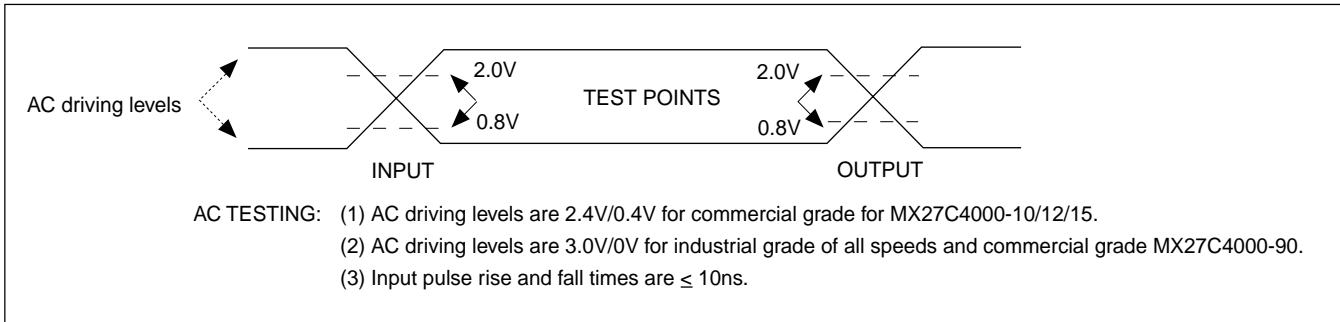 AC driving levels
2.0V
0.8V
TEST POINTS
2.0V
0.8V
INPUT
OUTPUT
AC TESTING: (1) AC driving levels are 2.4V/0.4V for commercial grade for MX27C4000-10/12/15.
(2) AC driving levels are 3.0V/0V for industrial grade of all speeds and commercial grade MX27C4000-90.
(3) Input pulse rise and fall times are ≤ 10ns.